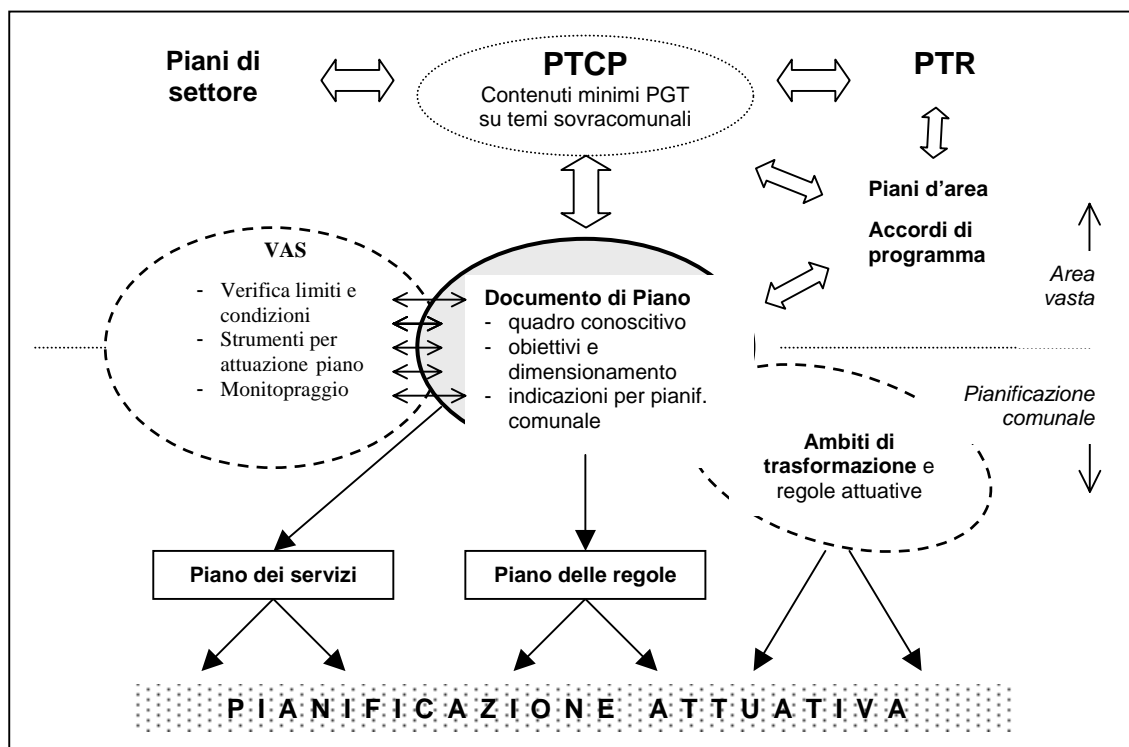 Piani di
settore
PTCP
Contenuti minimi PGT
su temi sovracomunali
PTR
Piani d'area
Accordi di
programma
Area
vasta
VAS
- Verifica limiti e
condizioni
- Strumenti per
attuazione piano
- Monitopraggio
Documento di Piano
- quadro conoscitivo
- obiettivi e
dimensionamento
- indicazioni per pianif.
comunale
Pianificazione
comunale
Ambiti di
trasformazione e
regole attuative
Piano dei servizi
Piano delle regole
PIANIFICAZIONE ATTUATIVA